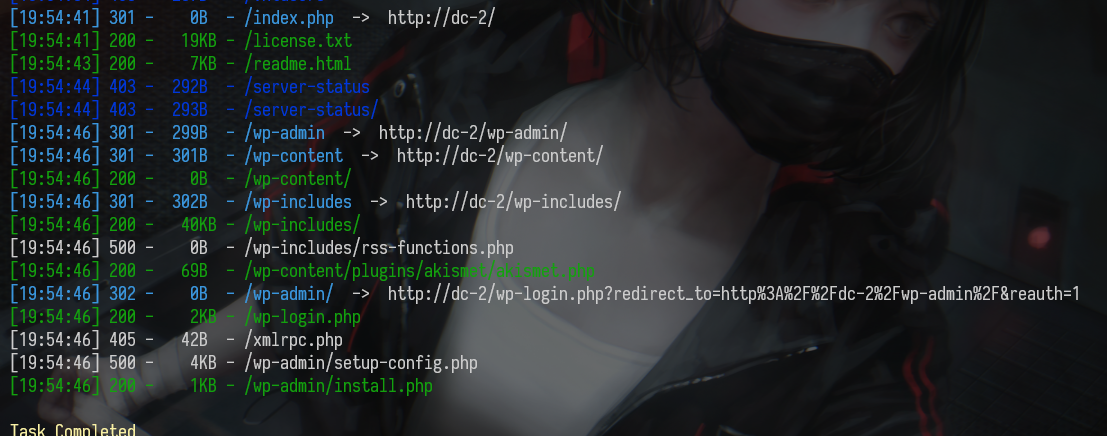 [19:54:41] 301 -    0B  - /index.php  ->  http://dc-2/
[19:54:41] 200 -   19KB - /license.txt
[19:54:43] 200 -    7KB - /readme.html
[19:54:44] 403 -  292B  - /server-status
[19:54:44] 403 -  293B  - /server-status/
[19:54:46] 301 -  299B  - /wp-admin  ->  http://dc-2/wp-admin/
[19:54:46] 301 -  301B  - /wp-content  ->  http://dc-2/wp-content/
[19:54:46] 200 -    0B  - /wp-content/
[19:54:46] 301 -  302B  - /wp-includes  ->  http://dc-2/wp-includes/
[19:54:46] 200 -   40KB - /wp-includes/
[19:54:46] 500 -    0B  - /wp-includes/rss-functions.php
[19:54:46] 200 -   69B  - /wp-content/plugins/akismet/akismet.php
[19:54:46] 302 -    0B  - /wp-admin/  ->  http://dc-2/wp-login.php?redirect_to=http%3A%2F%2Fdc-2%2Fwp-admin%2F&reauth=1
[19:54:46] 200 -    2KB - /wp-login.php
[19:54:46] 405 -   42B  - /xmlrpc.php
[19:54:46] 500 -    4KB - /wp-admin/setup-config.php
[19:54:46] 200 -    1KB - /wp-admin/install.php
Task Completed